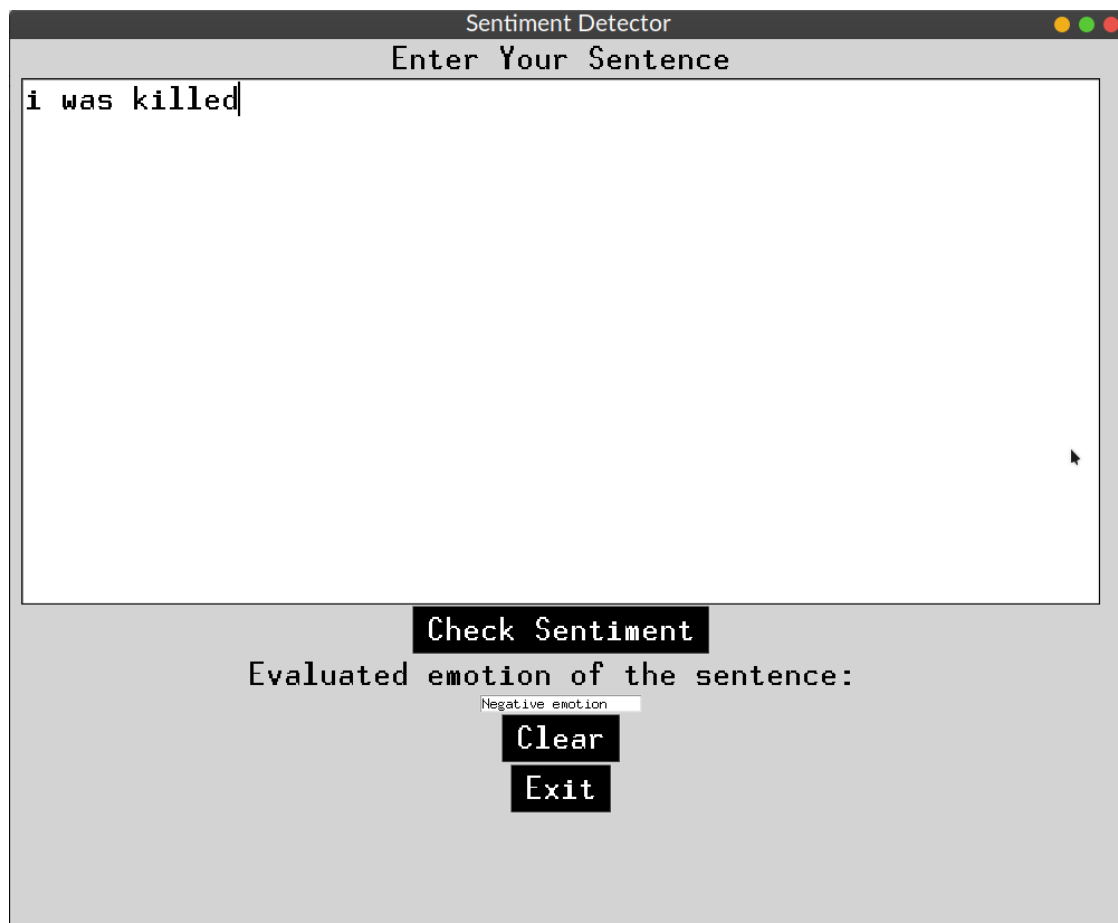 Sentiment Detector
Enter Your Sentence
i was killed
Check Sentiment
Evaluated emotion of the sentence:
Negative emotion
Clear
Exit